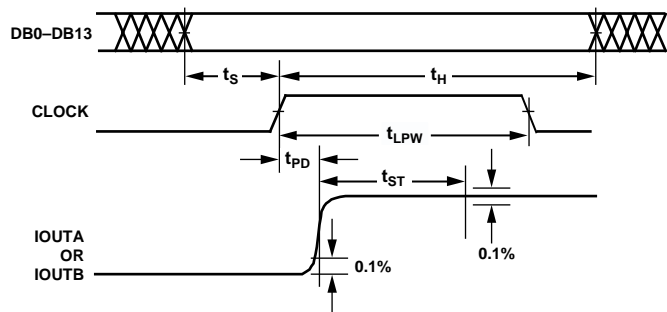 DB0–DB13
tS
tH
CLOCK
tLPW
tPD
tST
IOUTA
OR
IOUTB
0.1%
0.1%